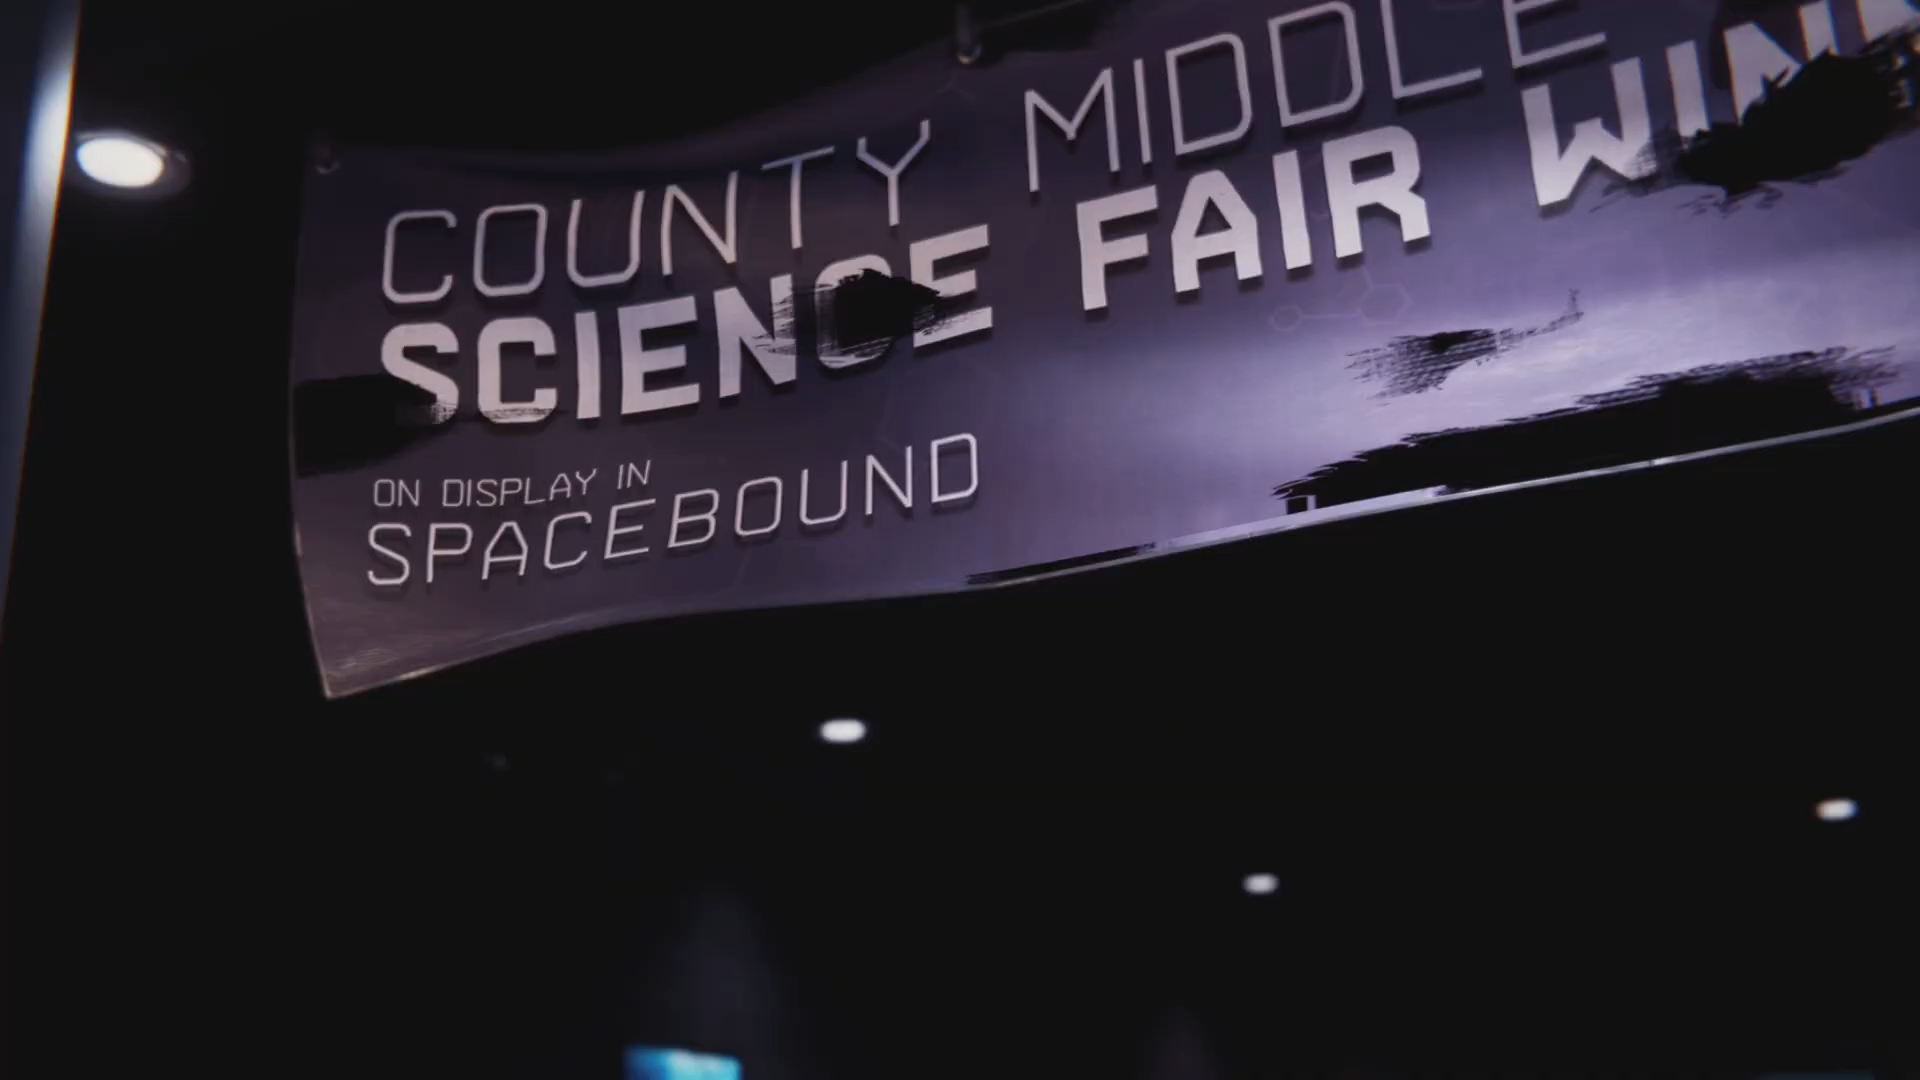 COUNTY MIDDLE
SCIENCE FAIR
ON DISPLAY IN
SPACEBOUND